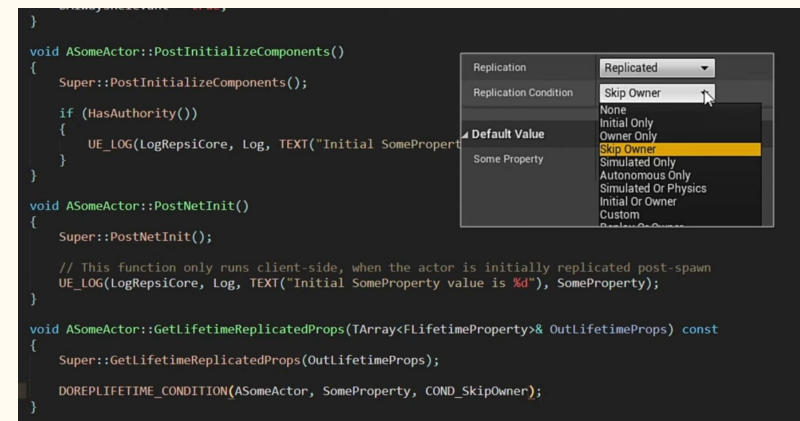 }
void ASomeActor::PostInitializeComponents()
{
Super::PostInitializeComponents();
if (HasAuthority())
{
UE_LOG(LogRepsiCore, Log, TEXT("Initial SomePropert
}
}
void ASomeActor::PostNetInit()
{
Super::PostNetInit();
// This function only runs client-side, when the actor is initially replicated post-spawn
UE_LOG(LogRepsiCore, Log, TEXT("Initial SomeProperty value is %d"), SomeProperty);
}
void ASomeActor::GetLifetimeReplicatedProps(TArray<FLifetimeProperty>& OutLifetimeProps) const
{
Super::GetLifetimeReplicatedProps(OutLifetimeProps);
DOREPLIFETIME_CONDITION(ASomeActor, SomeProperty, COND_SkipOwner);
}
Replication Replicated
Replication Condition Skip Owner
Default Value
Some Property
None
Initial Only
Owner Only
Skip Owner
Simulated Only
Autonomous Only
Simulated Or Physics
Initial Or Owner
Custom